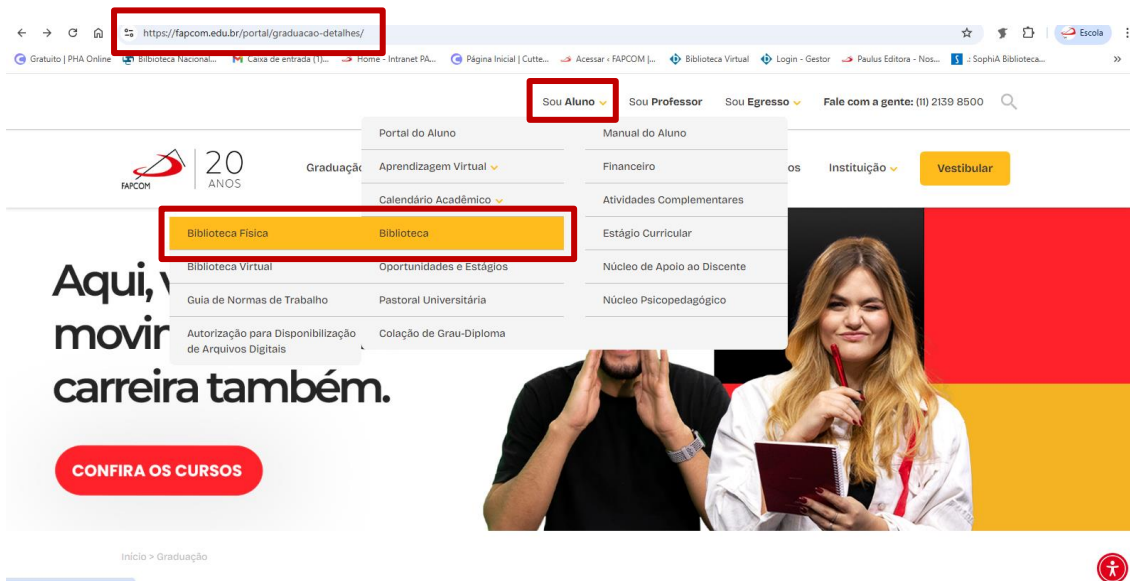 https://fapcom.edu.br/portal/graduacao-detalhes/
Escola
Gratuito | PHA Online
Bilbioteca Nacional...
Caixa de entrada (1)...
Home - Intranet PA...
Página Inicial | Cutte...
Acessar ‹ FAPCOM |...
Biblioteca Virtual
Login - Gestor
Paulus Editora - Nos...
.: SophiA Biblioteca...
»
Sou Aluno
Sou Professor
Sou Egresso
Fale com a gente: (11) 2139 8500
FAPCOM
20
ANOS
Graduação
os
Instituição
Vestibular
Portal do Aluno
Manual do Aluno
Aprendizagem Virtual
Financeiro
Calendário Acadêmico
Atividades Complementares
Biblioteca Física
Biblioteca
Estágio Curricular
Biblioteca Virtual
Oportunidades e Estágios
Núcleo de Apoio ao Discente
Guia de Normas de Trabalho
Pastoral Universitária
Núcleo Psicopedagógico
Autorização para Disponibilização
de Arquivos Digitais
Colação de Grau-Diploma
Aqui,
movir
carreira também.
CONFIRA OS CURSOS
Início > Graduação